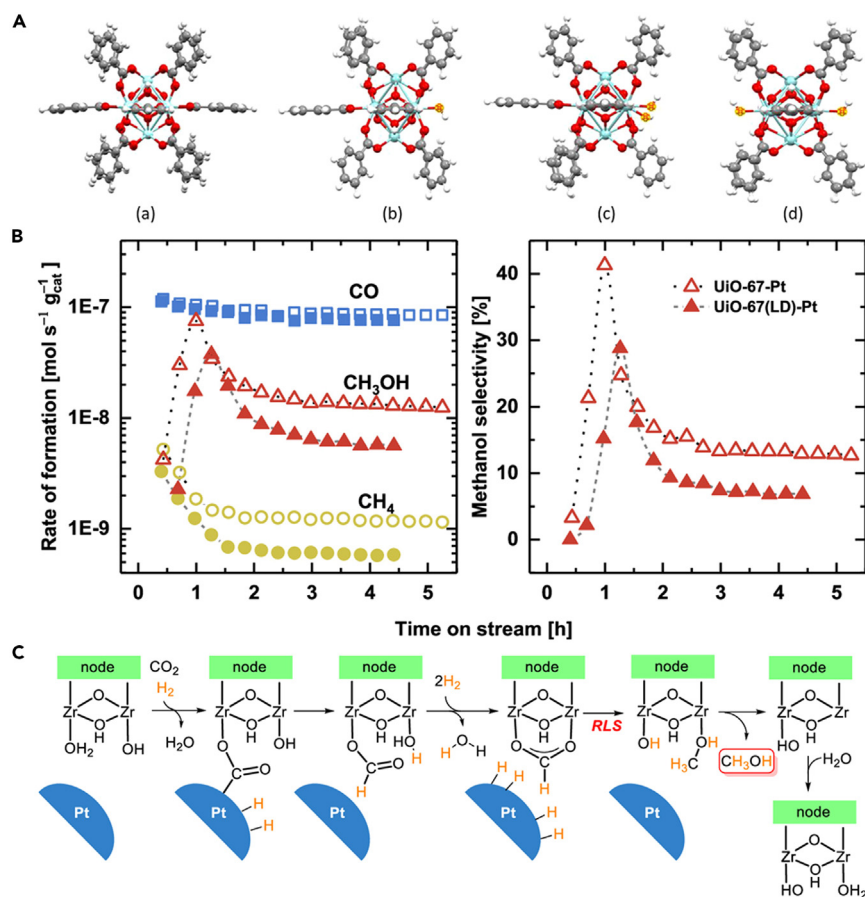 A
(a) (b) (c) (d)
B
Rate of formation [mol s⁻¹ g⁻¹cat]
1E-7
1E-8
1E-9
CO
CH₃OH
CH₄
0 1 2 3 4 5
Methanol selectivity [%]
40
30
20
10
0
UiO-67-Pt
UiO-67(LD)-Pt
0 1 2 3 4 5
Time on stream [h]
C
node CO₂ node node 2H₂ node node node
H₂
O O O O O O
Zr Zr Zr Zr Zr Zr Zr Zr Zr Zr Zr Zr
O H O H O H O H O H O H
RLS
OH₂ OH H₂O O OH O HO H H O H O O OH H₃C O H CH₃OH HO H₂O
C O C O C
H H H
Pt Pt H H Pt Pt H H H H Pt
node
O
Zr Zr
OH
HO OH₂